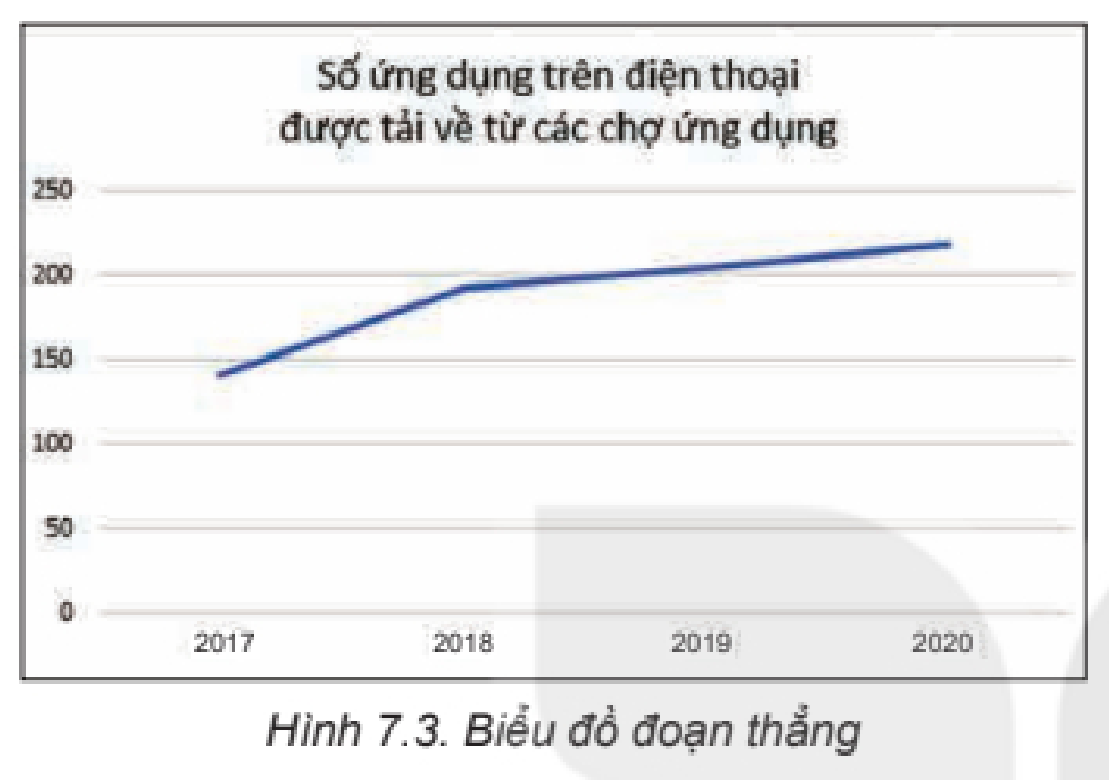 Số ứng dụng trên điện thoại
được tải về từ các chợ ứng dụng
250
200
150
100
50
0
2017 2018 2019 2020
Hình 7.3. Biểu đồ đoạn thẳng